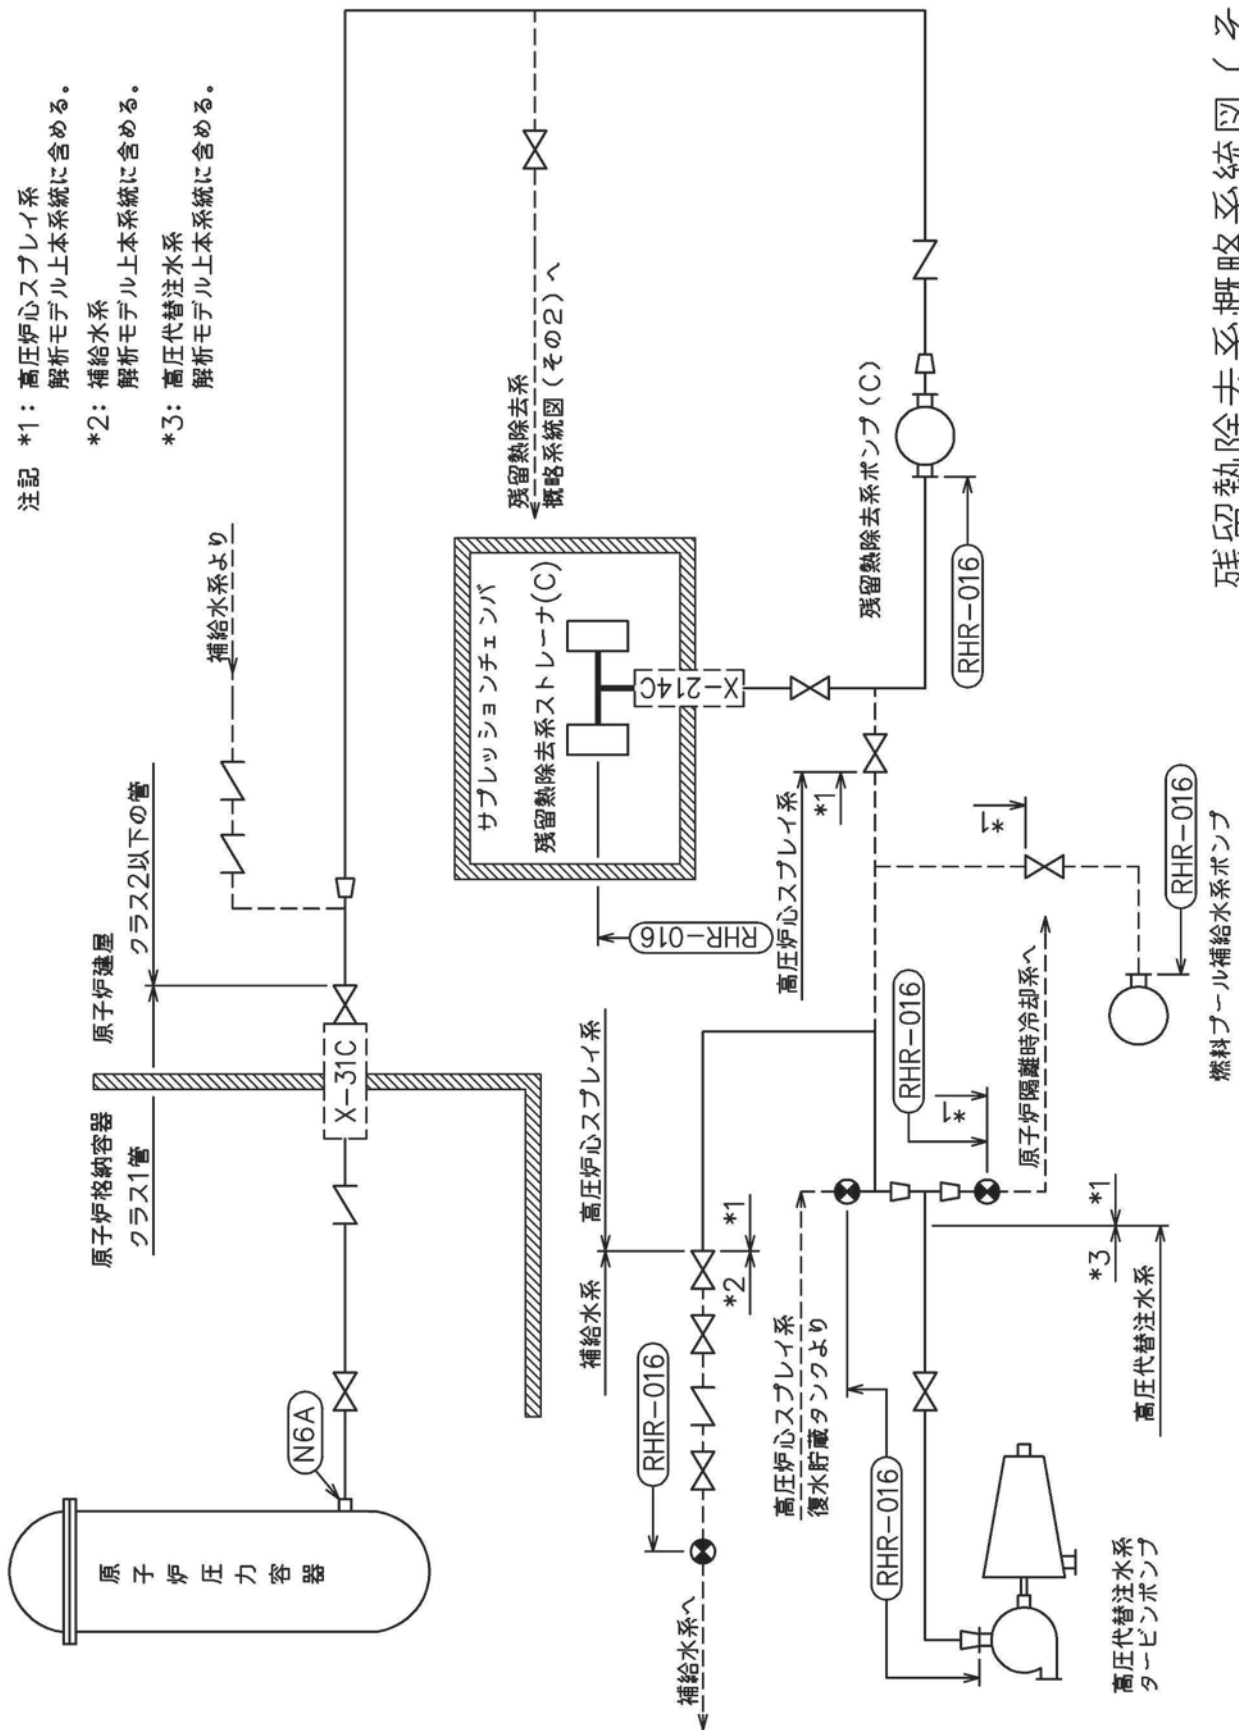 注記 *1：高圧炉心スプレイ系
解析モデル上本系統に含める。
*2：補給水系
解析モデル上本系統に含める。
*3：高圧代替注水系
解析モデル上本系統に含める。
原子炉圧力容器
N6A
原子炉格納容器
クラス1管
X-31C
原子炉建屋
クラス2以下の管
補給水系より
残留熱除去系
概略系統図（その2）へ
サプレッションチェンバ
残留熱除去系ストレーナ(C)
X-214C
RHR-016
残留熱除去系ポンプ(C)
RHR-016
補給水系
高圧炉心スプレイ系
*2
*1
RHR-016
補給水系へ
高圧炉心スプレイ系
*1
高圧炉心スプレイ系
復水貯蔵タンクより
RHR-016
*1
原子炉隔離時冷却系へ
*1
RHR-016
燃料プール補給水系ポンプ
RHR-016
*3
*1
高圧代替注水系
高圧代替注水系
タービンポンプ
残留熱除去系概略系統図（そ